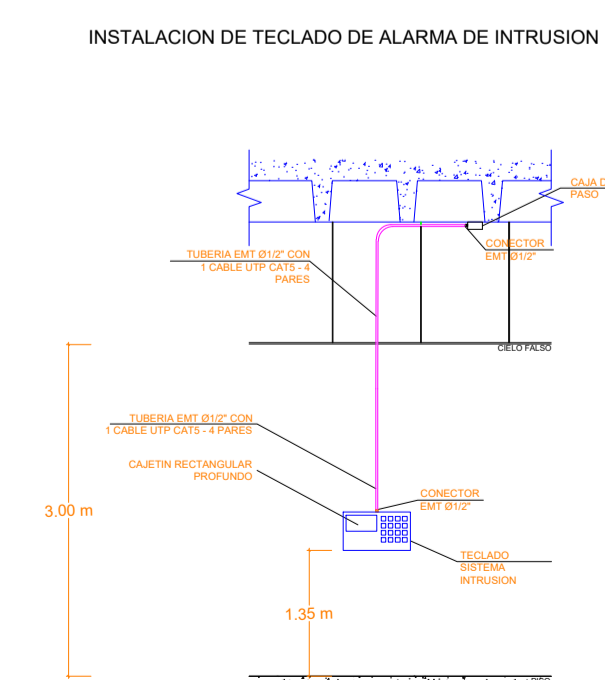 INSTALACION DE TECLADO DE ALARMA DE INTRUSION
CAJA D
PASO
CONECTOR
EMT Ø1/2"
TUBERIA EMT Ø1/2" CON
1 CABLE UTP CAT5 - 4
PARES
CIELO FALSO
TUBERIA EMT Ø1/2" CON
1 CABLE UTP CAT5 - 4 PARES
CAJETIN RECTANGULAR
PROFUNDO
CONECTOR
EMT Ø1/2"
3,00 m
TECLADO
SISTEMA
INTRUSION
1.35 m
PISO